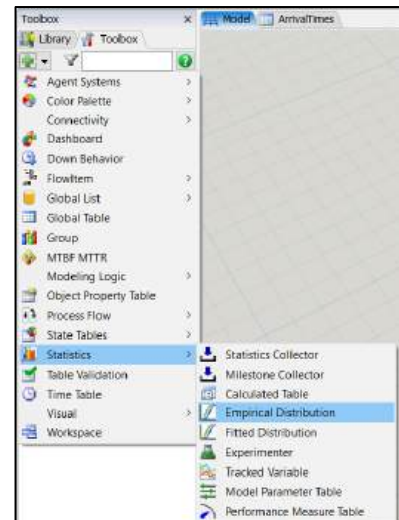 Toolbox
Model
ArrivalTimes
Library
Toolbox
Agent Systems
Color Palette
Connectivity
Dashboard
Down Behavior
FlowItem
Global List
Global Table
Group
MTBF MTTR
Modeling Logic
Object Property Table
Process Flow
State Tables
Statistics
Table Validation
Time Table
Visual
Workspace
Statistics Collector
Milestone Collector
Calculated Table
Empirical Distribution
Fitted Distribution
Experimenter
Tracked Variable
Model Parameter Table
Performance Measure Table